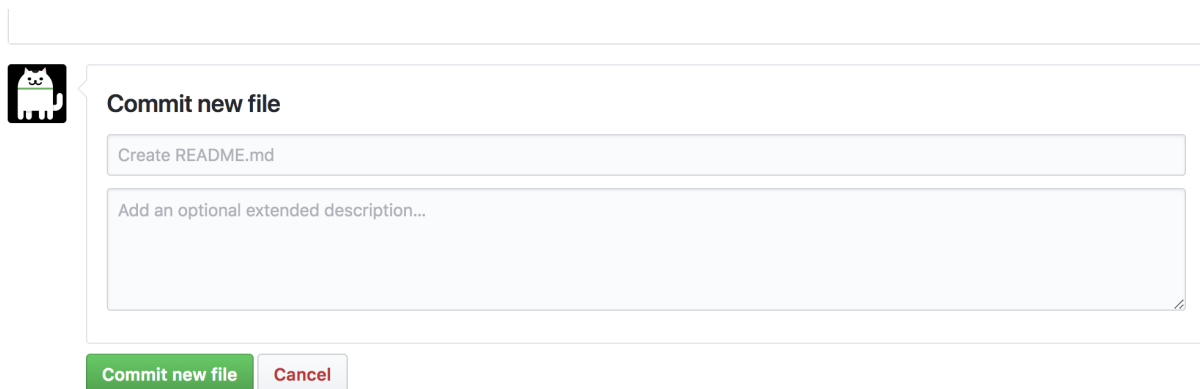 Commit new file
Create README.md
Add an optional extended description...
Commit new file
Cancel